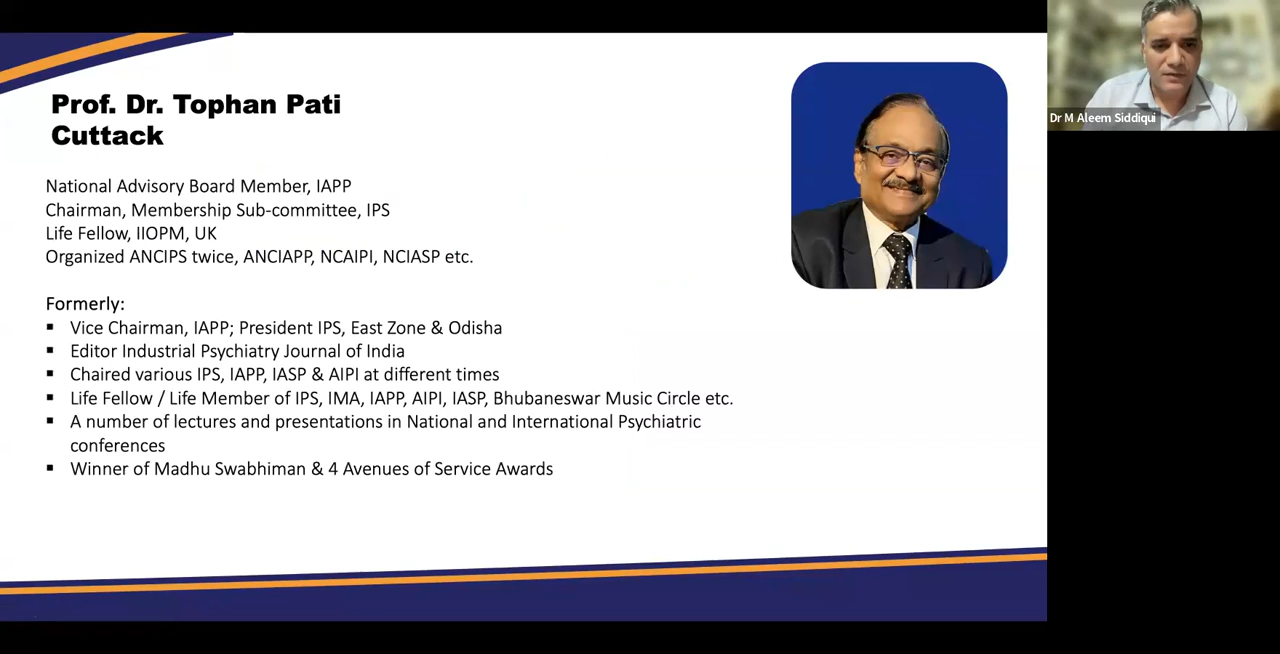 Prof. Dr. Tophan Pati
Cuttack
National Advisory Board Member, IAPP
Chairman, Membership Sub-committee, IPS
Life Fellow, IIOPM, UK
Organized ANCIPS twice, ANCIAPP, NCAIPI, NCIASP etc.
Formerly:
▪ Vice Chairman, IAPP; President IPS, East Zone & Odisha
▪ Editor Industrial Psychiatry Journal of India
▪ Chaired various IPS, IAPP, IASP & AIPI at different times
▪ Life Fellow / Life Member of IPS, IMA, IAPP, AIPI, IASP, Bhubaneswar Music Circle etc.
▪ A number of lectures and presentations in National and International Psychiatric
conferences
▪ Winner of Madhu Swabhiman & 4 Avenues of Service Awards
Dr M Aleem Siddiqui